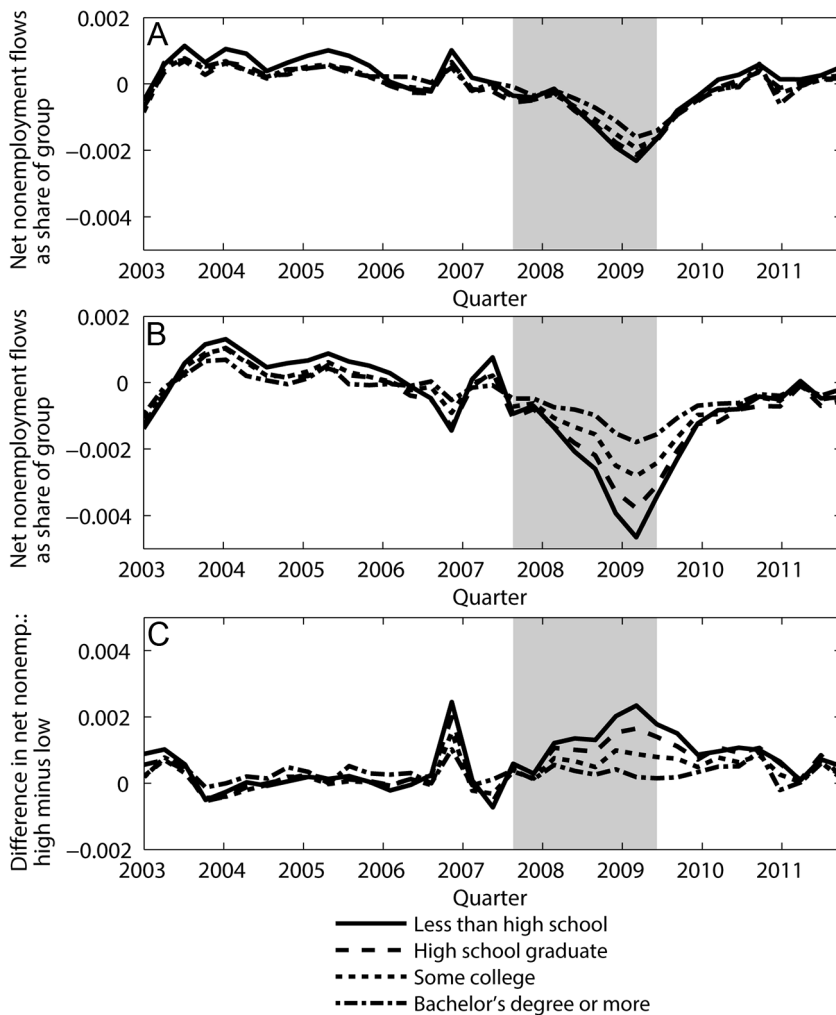 A
0.002
0
−0.002
−0.004
Net nonemployment flows
as share of group
2003 2004 2005 2006 2007 2008 2009 2010 2011
Quarter
B
0.002
0
−0.002
−0.004
Net nonemployment flows
as share of group
2003 2004 2005 2006 2007 2008 2009 2010 2011
Quarter
C
0.004
0.002
0
−0.002
Difference in net nonemp.:
high minus low
2003 2004 2005 2006 2007 2008 2009 2010 2011
Quarter
Less than high school
High school graduate
Some college
Bachelor's degree or more